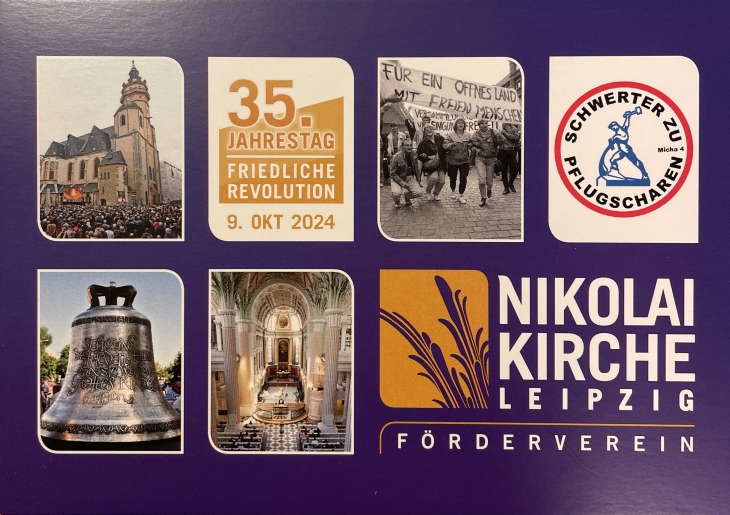 35.
JAHRESTAG
FRIEDLICHE
REVOLUTION
9. OKT 2024
FÜR EIN OFFNES LAND
MIT FREIEN MENSCHEN
SCHWERTER ZU
PFLUGSCHAREN
Micha 4
NIKOLAI
KIRCHE
LEIPZIG
FÖRDERVEREIN